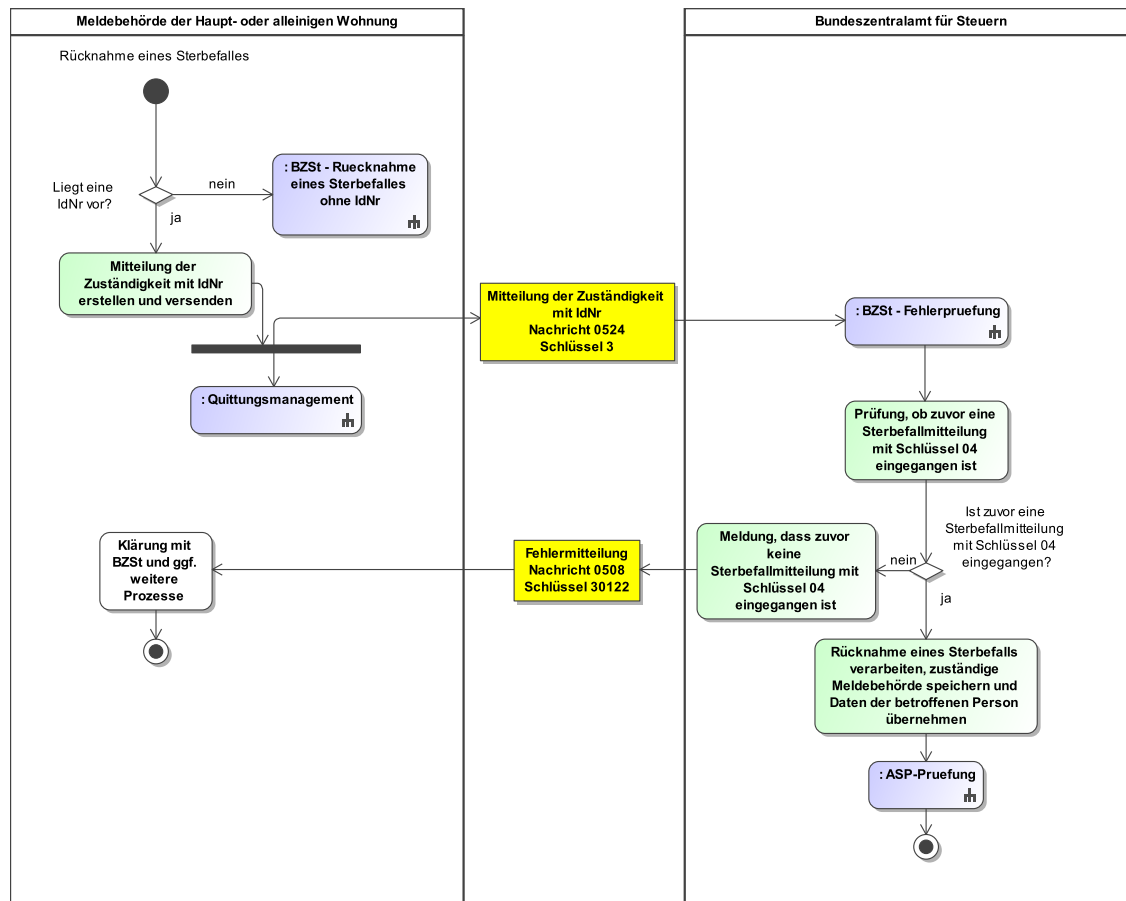 Meldebehörde der Haupt- oder alleinigen Wohnung
Bundeszentralamt für Steuern
Rücknahme eines Sterbefalles
Liegt eine
IdNr vor?
nein
ja
: BZSt - Ruecknahme
eines Sterbefalles
ohne IdNr
Mitteilung der
Zuständigkeit mit IdNr
erstellen und versenden
: Quittungsmanagement
Mitteilung der Zuständigkeit
mit IdNr
Nachricht 0524
Schlüssel 3
: BZSt - Fehlerpruefung
Prüfung, ob zuvor eine
Sterbefallmitteilung
mit Schlüssel 04
eingegangen ist
Ist zuvor eine
Sterbefallmitteilung
mit Schlüssel 04
eingegangen?
nein
ja
Meldung, dass zuvor
keine
Sterbefallmitteilung mit
Schlüssel 04
eingegangen ist
Fehlermitteilung
Nachricht 0508
Schlüssel 30122
Klärung mit
BZSt und ggf.
weitere
Prozesse
Rücknahme eines Sterbefalls
verarbeiten, zuständige
Meldebehörde speichern und
Daten der betroffenen Person
übernehmen
: ASP-Pruefung